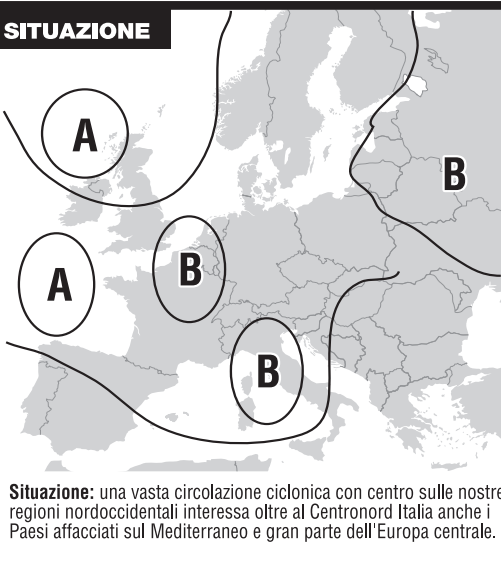 SITUAZIONE
A
B
A
B
B
Situazione: una vasta circolazione ciclonica con centro sulle nostre
regioni nordoccidentali interessa oltre al Centronord Italia anche i
Paesi affacciati sul Mediterraneo e gran parte dell'Europa centrale.